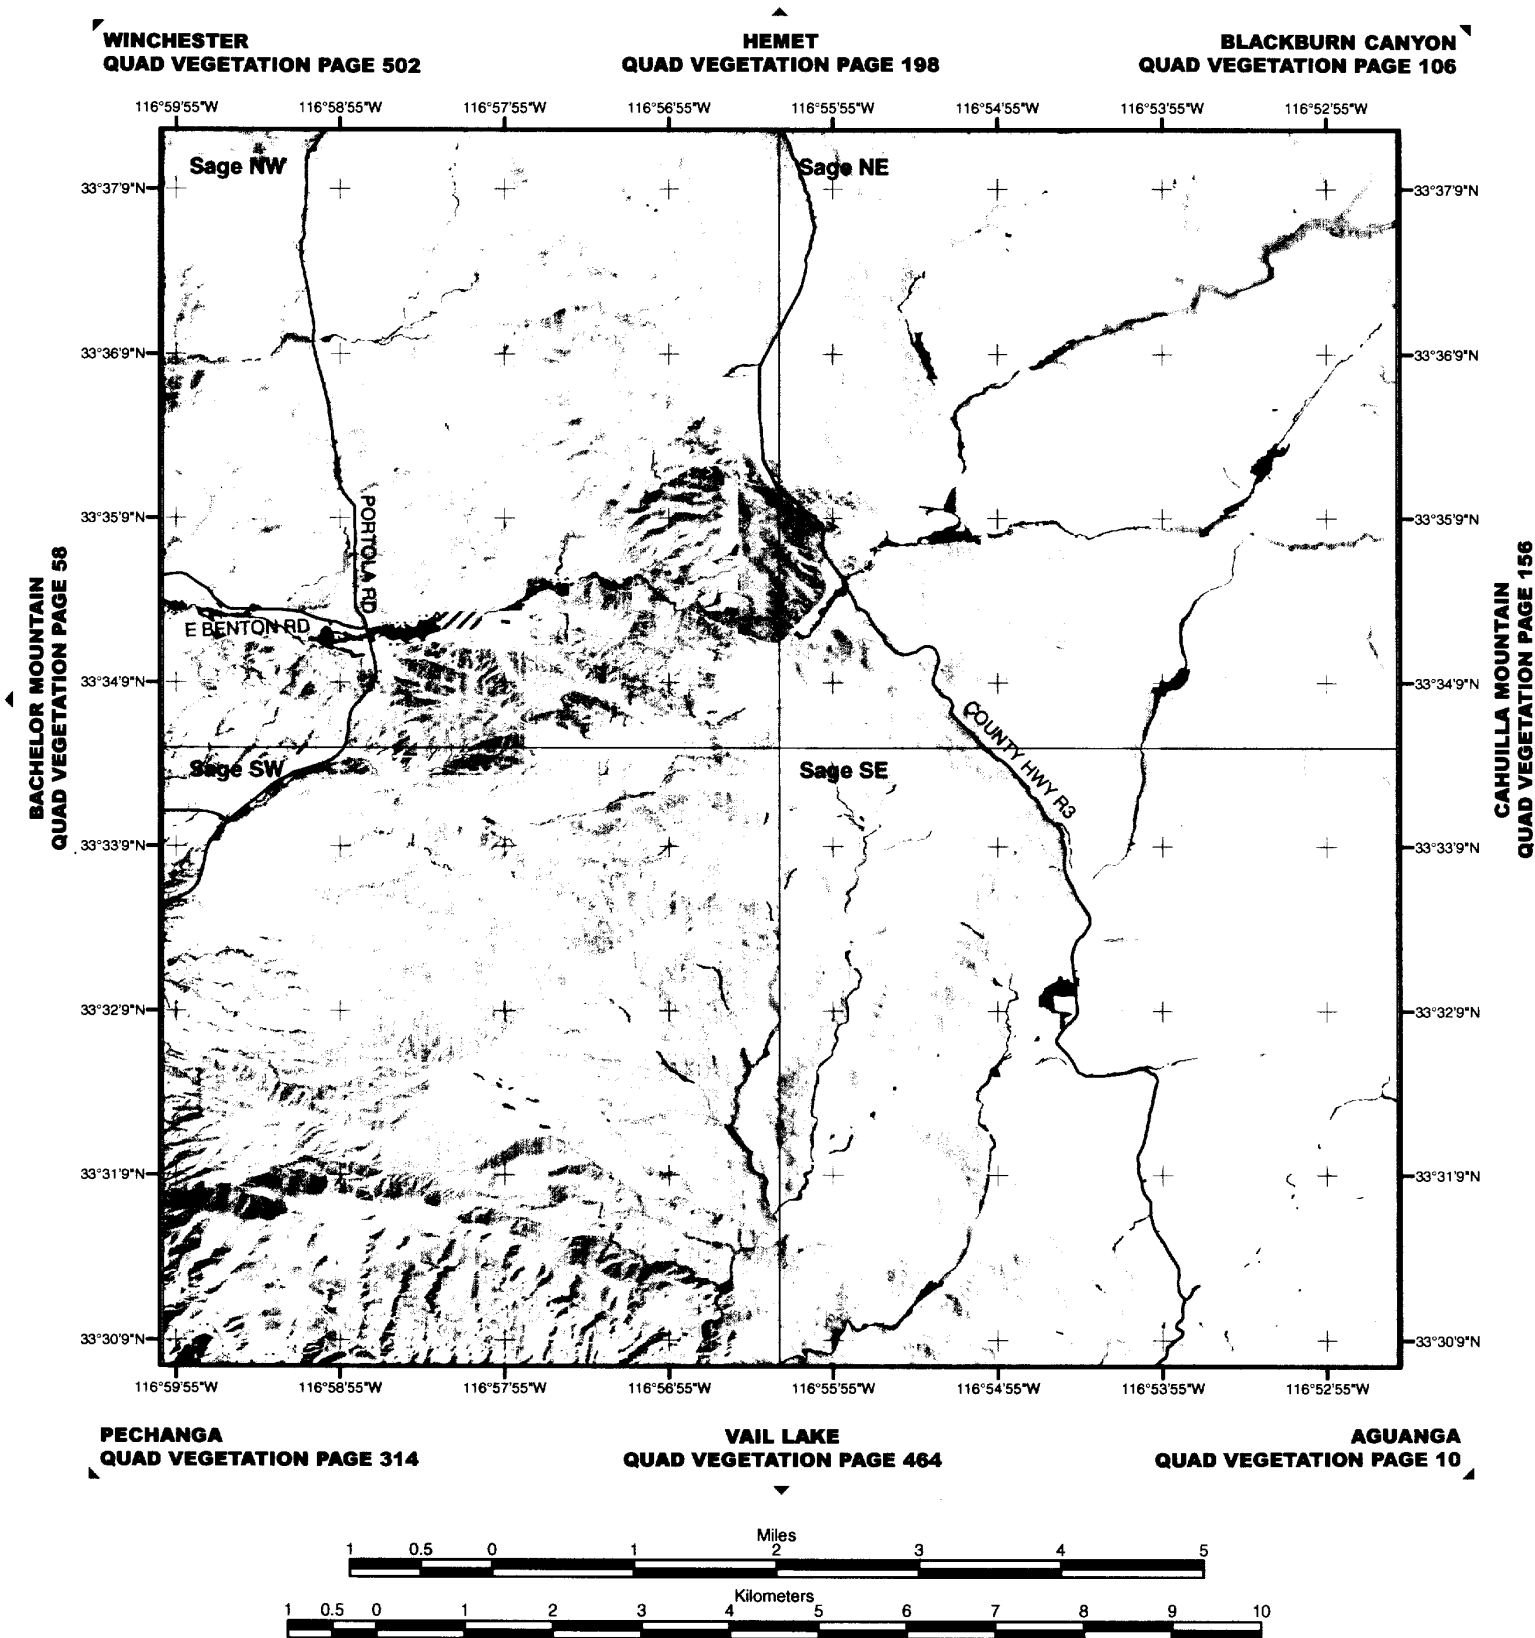 WINCHESTER
QUAD VEGETATION PAGE 502
HEMET
QUAD VEGETATION PAGE 198
BLACKBURN CANYON
QUAD VEGETATION PAGE 106
116°59'55"W 116°58'55"W 116°57'55"W 116°56'55"W 116°55'55"W 116°54'55"W 116°53'55"W 116°52'55"W
Sage NW
Sage NE
33°37'9"N 33°37'9"N
33°36'9"N 33°36'9"N
33°35'9"N 33°35'9"N
PORTOLA RD
E BENTON RD
33°34'9"N 33°34'9"N
COUNTY HWY R3
BACHELOR MOUNTAIN
QUAD VEGETATION PAGE 58
CAHUILLA MOUNTAIN
QUAD VEGETATION PAGE 156
Sage SW
Sage SE
33°33'9"N 33°33'9"N
33°32'9"N 33°32'9"N
33°31'9"N 33°31'9"N
33°30'9"N 33°30'9"N
116°59'55"W 116°58'55"W 116°57'55"W 116°56'55"W 116°55'55"W 116°54'55"W 116°53'55"W 116°52'55"W
PECHANGA
QUAD VEGETATION PAGE 314
VAIL LAKE
QUAD VEGETATION PAGE 464
AGUANGA
QUAD VEGETATION PAGE 10
Miles
1 0.5 0 1 2 3 4 5
Kilometers
1 0.5 0 1 2 3 4 5 6 7 8 9 10